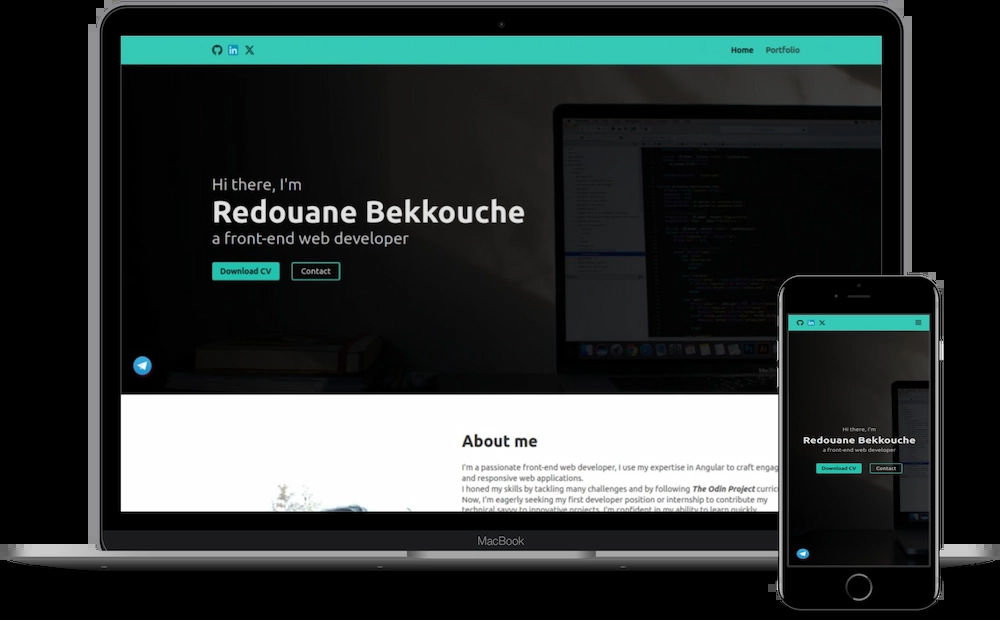 Home Portfolio
Hi there, I'm
Redouane Bekkouche
a front-end web developer
Download CV Contact
About me
I'm a passionate front-end web developer, I use my expertise in Angular to craft engag
and responsive web applications.
I honed my skills by tackling many challenges and by following The Odin Project curric
Now, I'm eagerly seeking my first developer position or internship to contribute my
technical savvy to innovative projects. I'm confident in my ability to learn quickly
MacBook
Hi there, I'm
Redouane Bekkouche
a front-end web developer
Download CV Contact